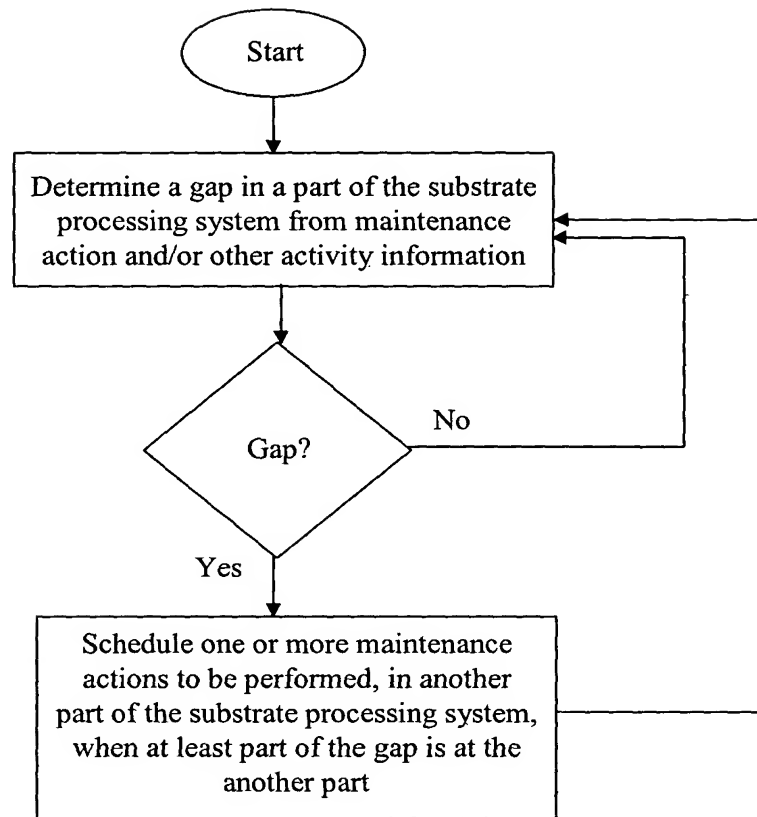 Start
Determine a gap in a part of the substrate
processing system from maintenance
action and/or other activity information
Gap?
No
Yes
Schedule one or more maintenance
actions to be performed, in another
part of the substrate processing system,
when at least part of the gap is at the
another part